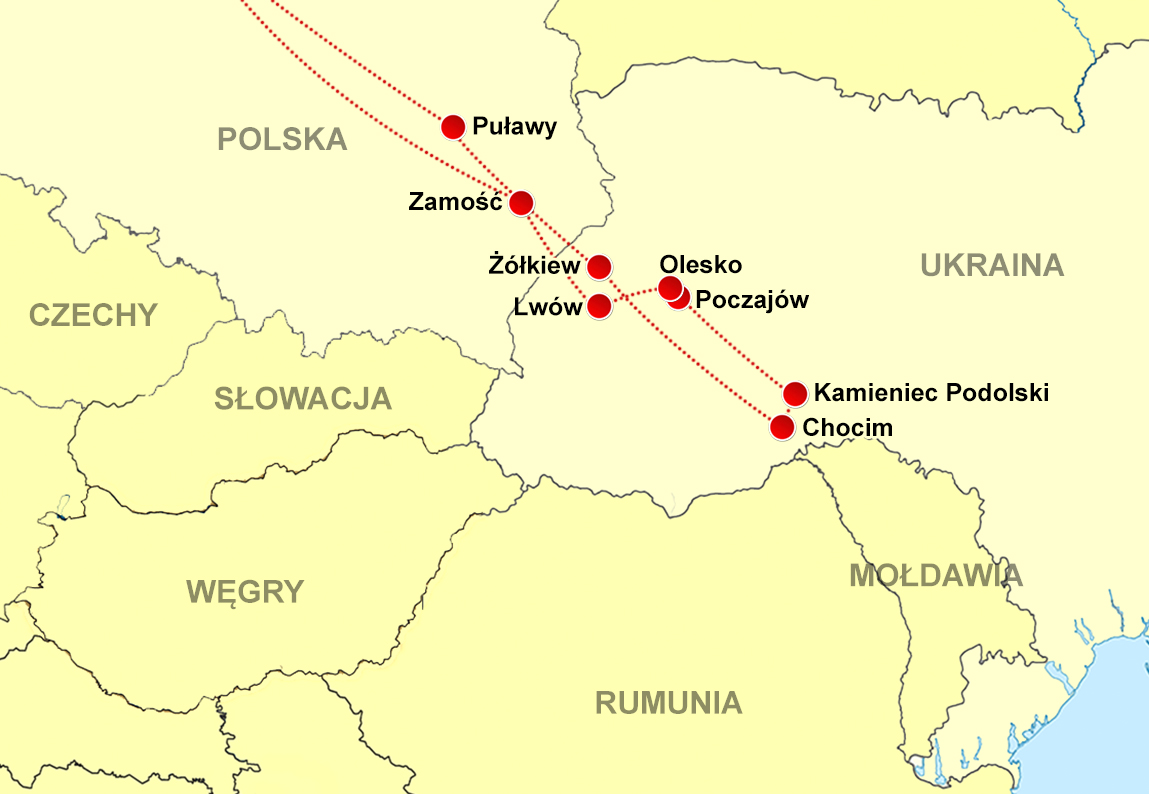 Puławy
POLSKA
Zamość
Żółkiew
Olesko
UKRAINA
Lwów
Poczajów
CZECHY
SŁOWACJA
Kamieniec Podolski
Chocim
WĘGRY
MOŁDAWIA
RUMUNIA